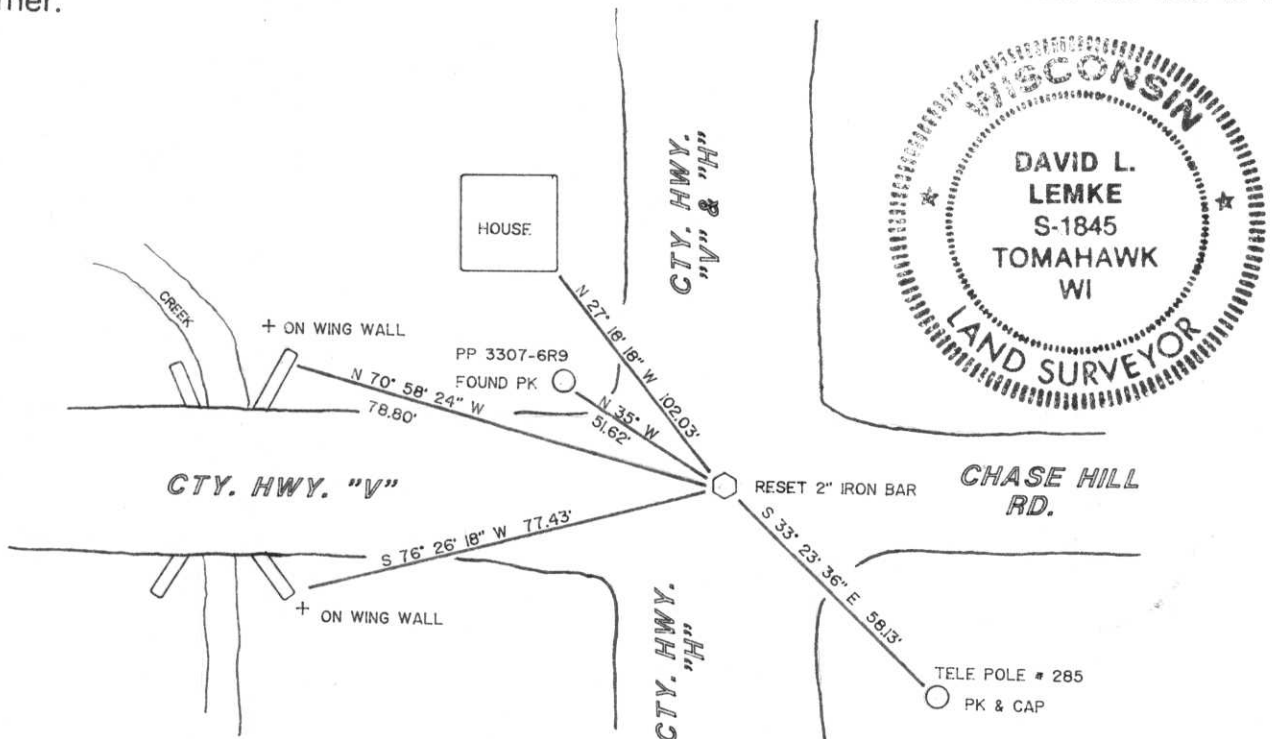 rner.
WISCONSIN
DAVID L.
LEMKE
S-1845
TOMAHAWK
WI
LAND SURVEYOR
CTY. HWY.
"V" & "H"
HOUSE
CREEK
+ ON WING WALL
N 27° 18' 18" W 102.03'
PP 3307-6R9
FOUND PK
N 70° 58' 24" W
78.80'
N 35° W
51.62'
CTY. HWY. "V"
RESET 2" IRON BAR
CHASE HILL
RD.
S 76° 26' 18" W 77.43'
S 33° 23' 36" E 58.13'
+ ON WING WALL
CTY. HWY.
"H"
TELE POLE # 285
PK & CAP